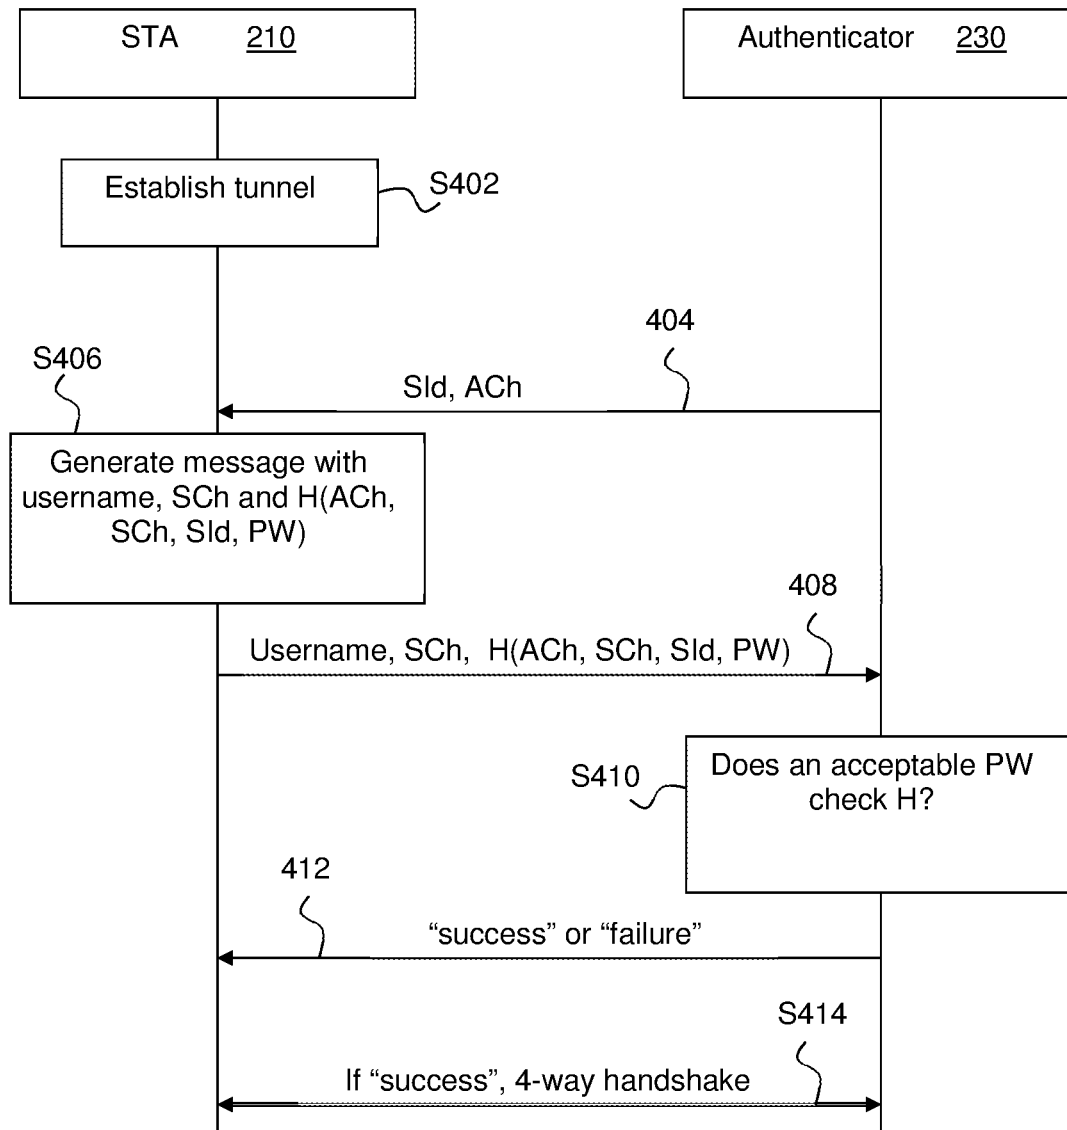 STA 210
Authenticator 230
Establish tunnel
S402
404
S406
SId, ACh
Generate message with
username, SCh and H(ACh,
SCh, SId, PW)
408
Username, SCh, H(ACh, SCh, SId, PW)
Does an acceptable PW
check H?
S410
412
“success” or “failure”
S414
If “success”, 4-way handshake